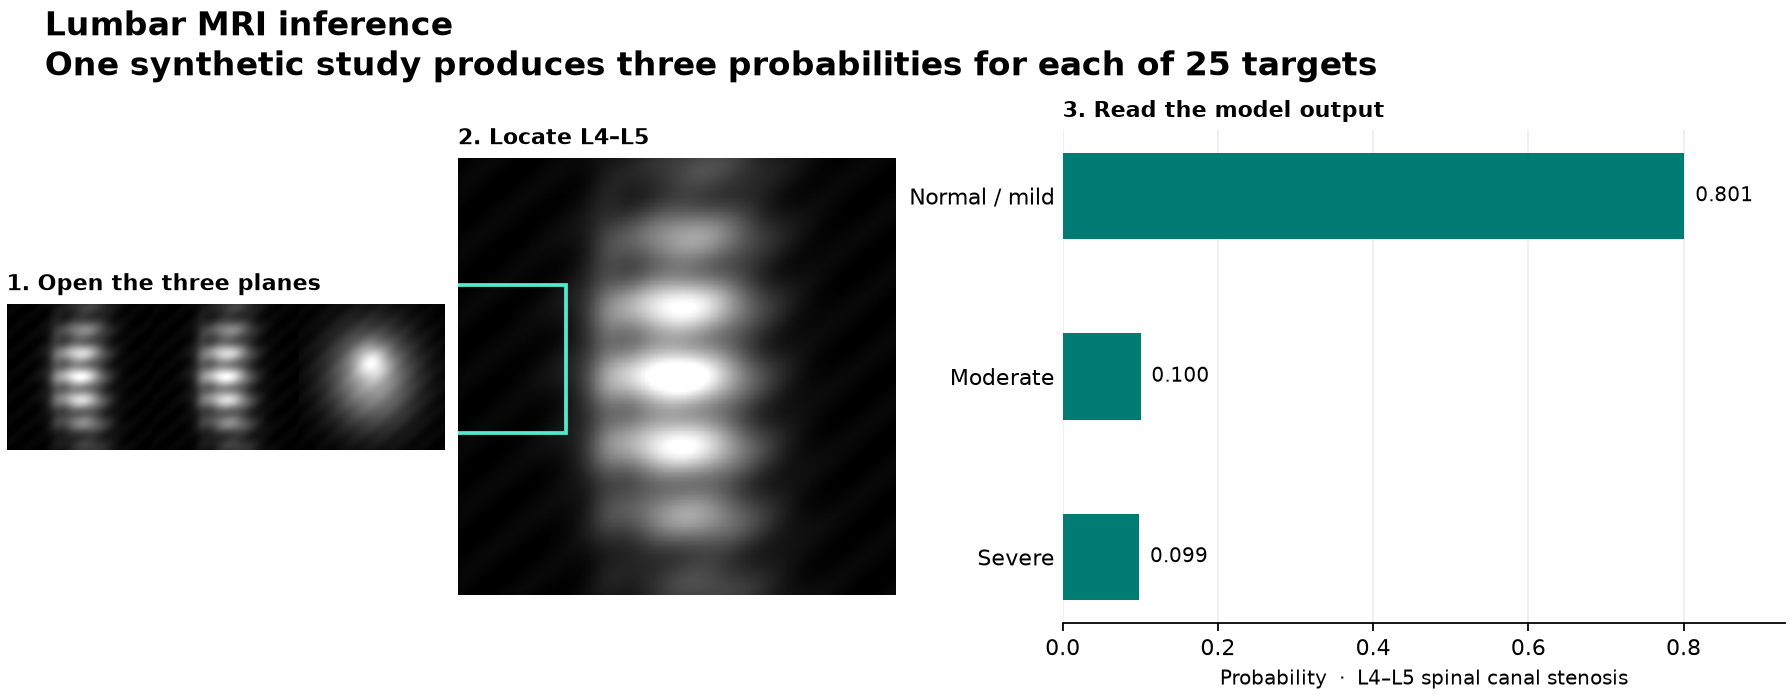 Lumbar MRI inference
One synthetic study produces three probabilities for each of 25 targets
1. Open the three planes
2. Locate L4–L5
3. Read the model output
Normal / mild
0.801
Moderate
0.100
Severe
0.099
0.0
0.2
0.4
0.6
0.8
Probability · L4–L5 spinal canal stenosis